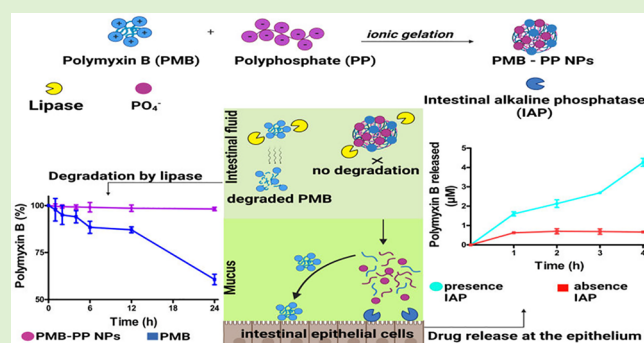 +
ionic gelation
Polymyxin B (PMB)
Polyphosphate (PP)
PMB - PP NPs
Lipase
PO₄⁻
Intestinal alkaline phosphatase
(IAP)
Intestinal fluid
no degradation
degraded PMB
Degradation by lipase
Polymyxin B (%)
100
75
50
0
6
12
18
24
Time (h)
PMB-PP NPs
PMB
Mucus
intestinal epithelial cells
Polymyxin B released
(µM)
5
4
3
2
1
0
1
2
3
4
Time (h)
presence
IAP
absence
IAP
Drug release at the epithelium